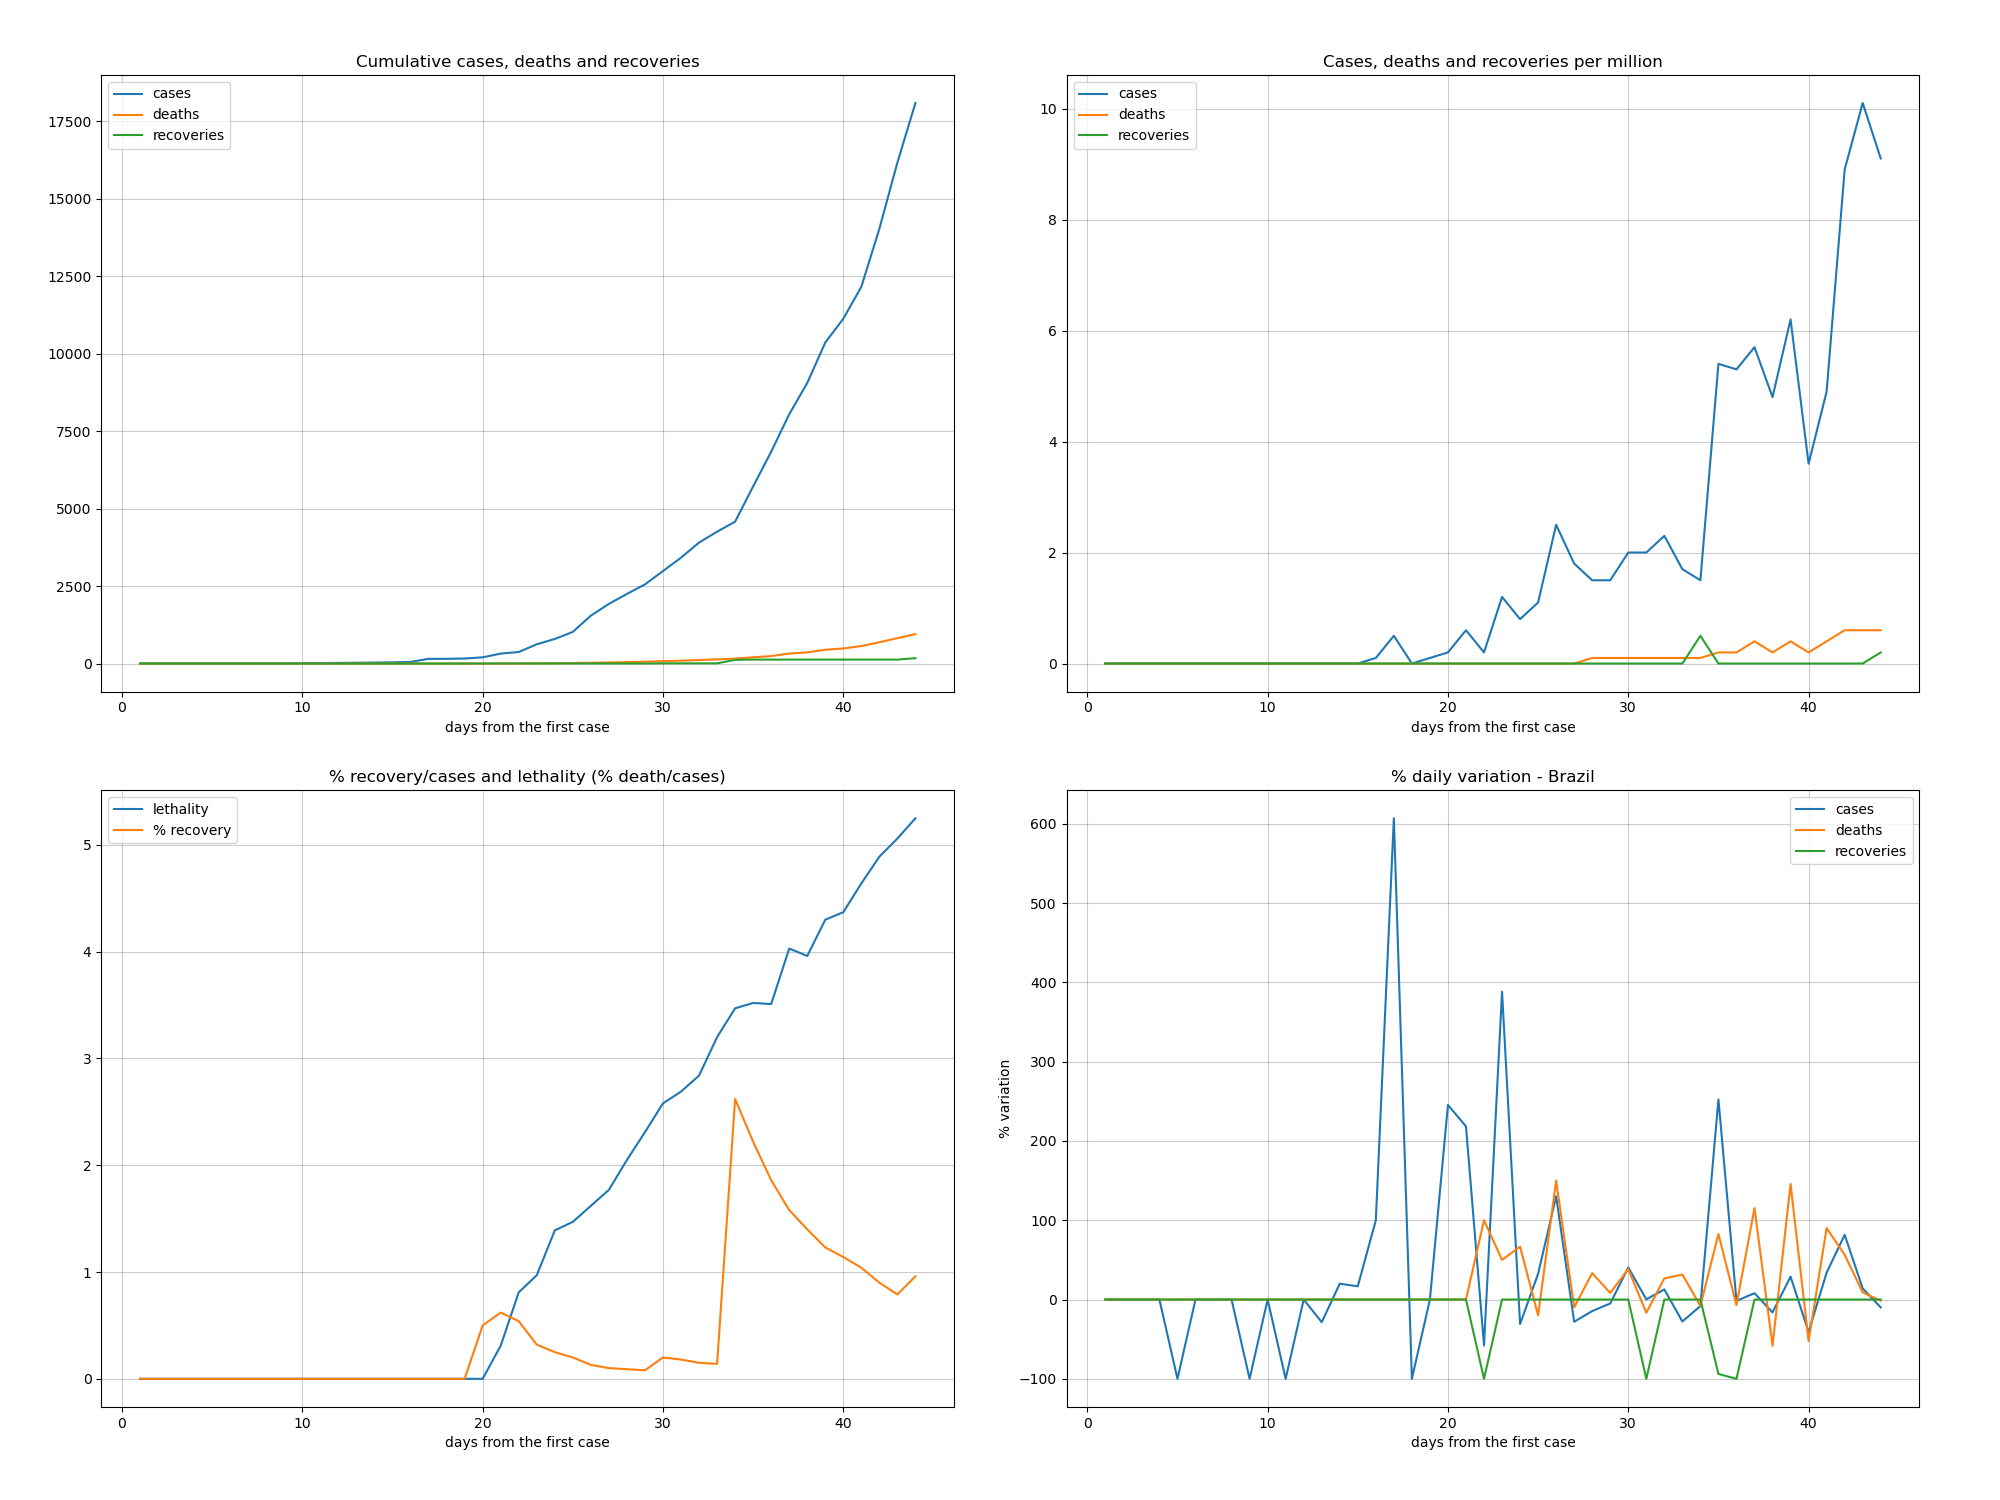 Cumulative cases, deaths and recoveries
cases
deaths
recoveries
17500
15000
12500
10000
7500
5000
2500
0
0 10 20 30 40
days from the first case
Cases, deaths and recoveries per million
cases
deaths
recoveries
10
8
6
4
2
0
0 10 20 30 40
days from the first case
% recovery/cases and lethality (% death/cases)
lethality
% recovery
5
4
3
2
1
0
0 10 20 30 40
days from the first case
% daily variation - Brazil
cases
deaths
recoveries
% variation
600
500
400
300
200
100
0
−100
0 10 20 30 40
days from the first case